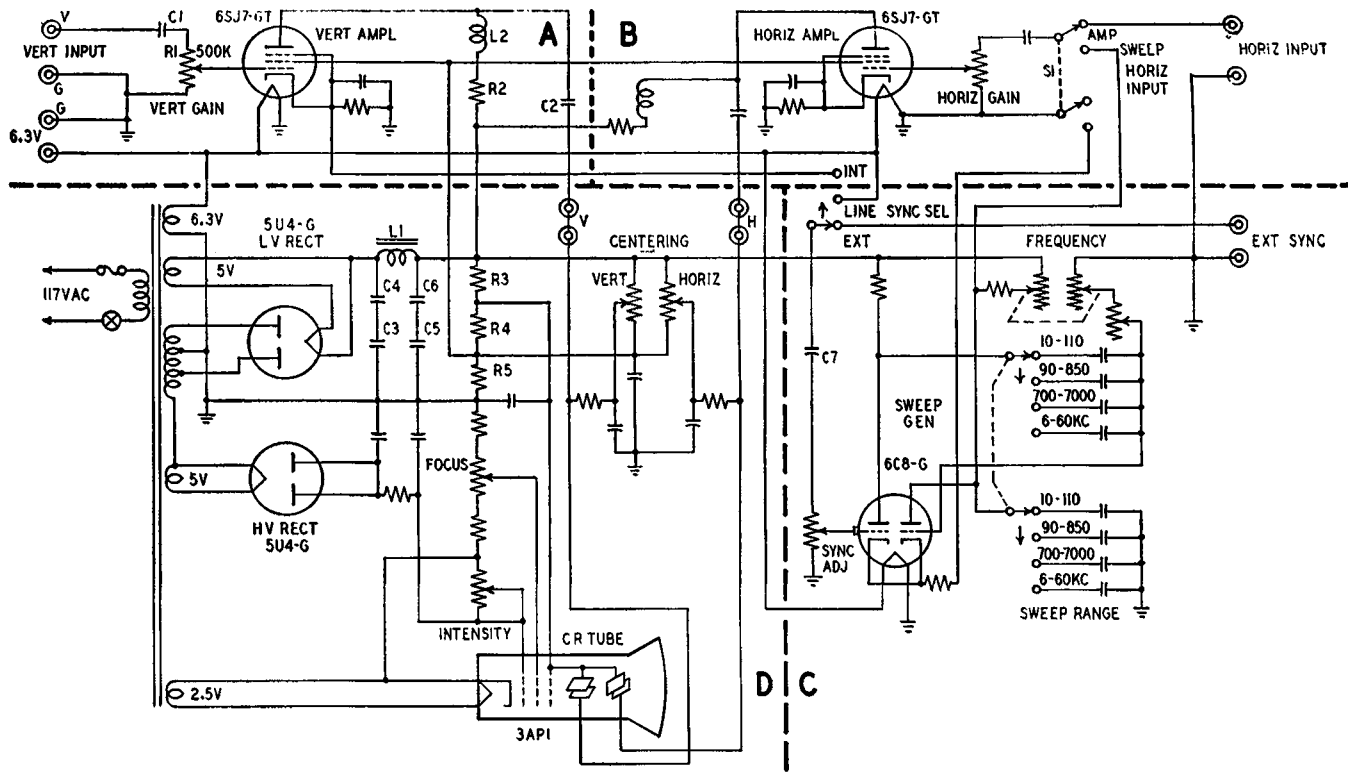 V
C1
6SJ7-GT
VERT AMPL
L2
A
B
HORIZ AMPL
6SJ7-GT
AMP
VERT INPUT
R1
500K
SWEEP
HORIZ
INPUT
HORIZ INPUT
S1
G
G
VERT GAIN
R2
C2
HORIZ GAIN
6.3V
INT
6.3V
5U4-G
LV RECT
L1
V
H
LINE SYNC SEL
EXT
EXT SYNC
CENTERING
FREQUENCY
5V
117VAC
C4
C6
R3
VERT
HORIZ
C3
C5
R4
R5
C7
10-110
90-850
700-7000
6-60KC
SWEEP
GEN
FOCUS
6C8-G
5V
HV RECT
5U4-G
10-110
90-850
700-7000
6-60KC
SYNC
ADJ
SWEEP RANGE
INTENSITY
CR TUBE
2.5V
3AP1
D
C